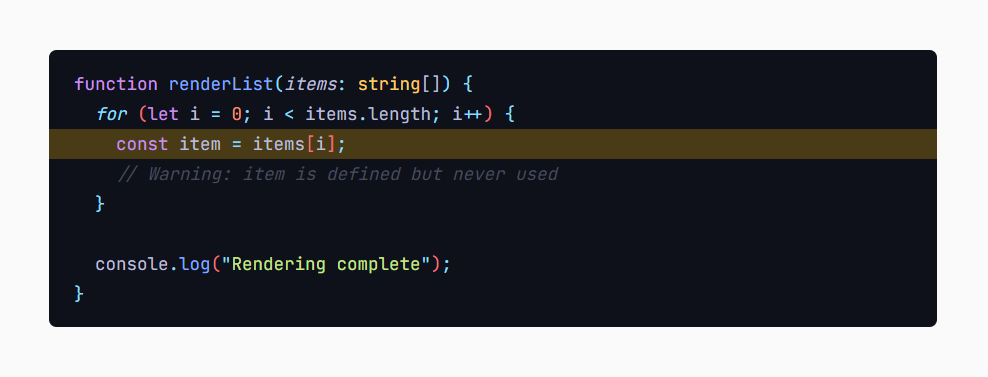 function renderList(items: string[]) {
  for (let i = 0; i < items.length; i++) {
    const item = items[i];
    // Warning: item is defined but never used
  }

  console.log("Rendering complete");
}